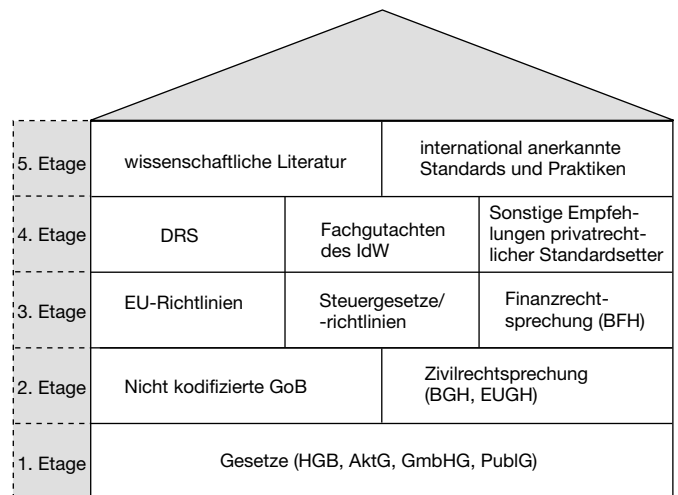 5. Etage
wissenschaftliche Literatur
international anerkannte
Standards und Praktiken
4. Etage
DRS
Fachgutachten
des IdW
Sonstige Empfeh-
lungen privatrecht-
licher Standardsetter
3. Etage
EU-Richtlinien
Steuergesetze/
-richtlinien
Finanzrecht-
sprechung (BFH)
2. Etage
Nicht kodifizierte GoB
Zivilrechtsprechung
(BGH, EUGH)
1. Etage
Gesetze (HGB, AktG, GmbHG, PublG)